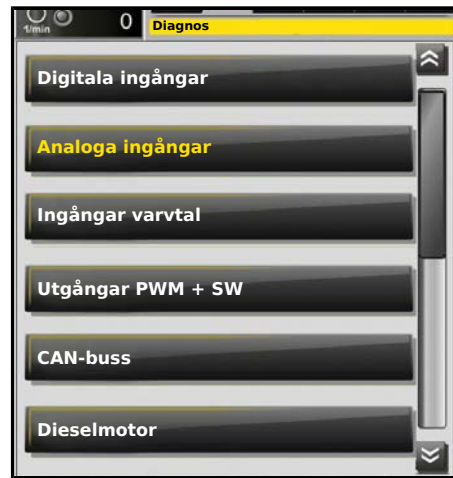 1/min
0
Diagnos
Digitala ingångar
Analoga ingångar
Ingångar varvtal
Utgångar PWM + SW
CAN-buss
Dieselmotor